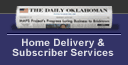 THE DAILY OKLAHOMAN
Home Delivery &
Subscriber Services